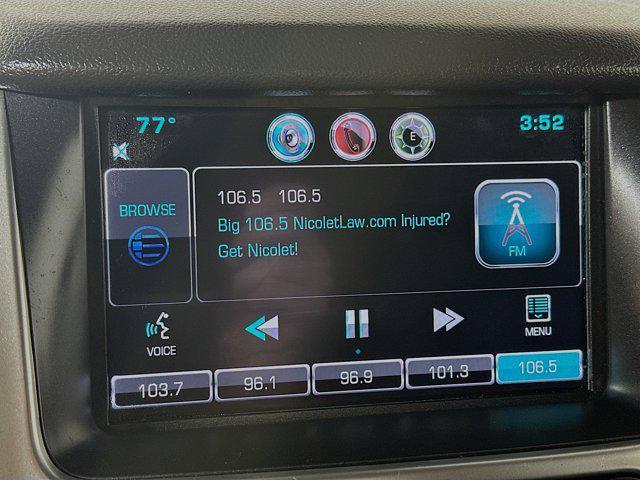 77°
E
3:52
BROWSE
106.5 106.5
Big 106.5 NicoletLaw.com Injured?
Get Nicolet!
FM
VOICE
MENU
103.7
96.1
96.9
101.3
106.5